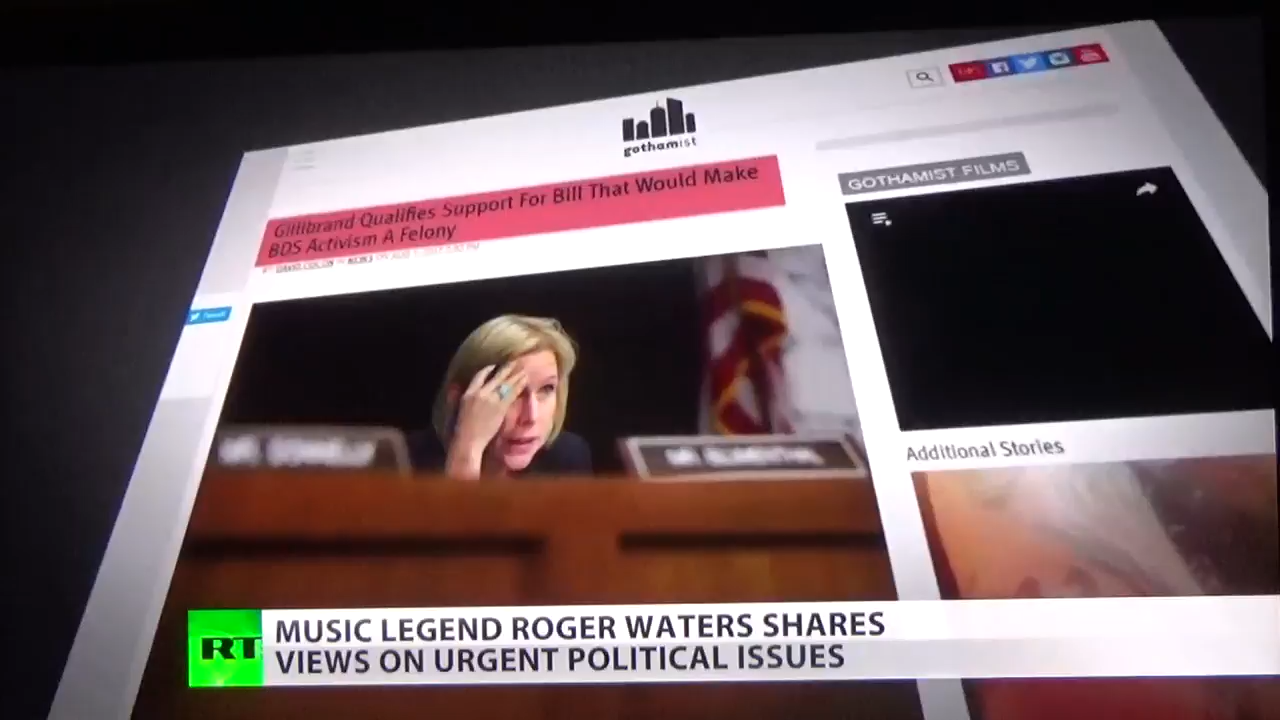 gothamist
Gillibrand Qualifies Support For Bill That Would Make
BDS Activism A Felony
GOTHAMIST FILMS
Tweet
Additional Stories
RT
MUSIC LEGEND ROGER WATERS SHARES
VIEWS ON URGENT POLITICAL ISSUES